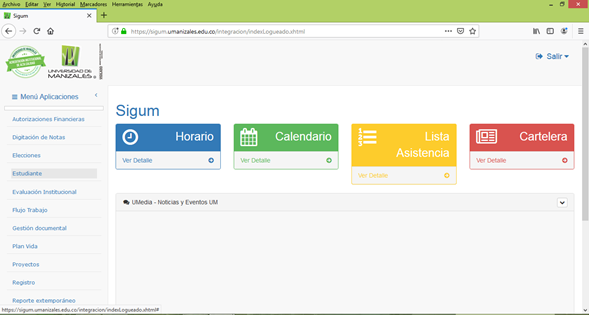 Archivo Editar Ver Historial Marcadores Herramientas Ayuda
Sigum
https://sigum.umanizales.edu.co/integracion/indexLogueado.xhtml
UNIVERSIDAD DE
MANIZALES
Salir
Menú Aplicaciones
Autorizaciones Financieras
Digitación de Notas
Elecciones
Estudiante
Evaluación Institucional
Flujo Trabajo
Gestión documental
Plan Vida
Proyectos
Registro
Reporte extemporáneo
Sigum
Horario
Ver Detalle
Calendario
Ver Detalle
Lista
Asistencia
Ver Detalle
Cartelera
Ver Detalle
UMedia - Noticias y Eventos UM
https://sigum.umanizales.edu.co/integracion/indexLogueado.xhtml#